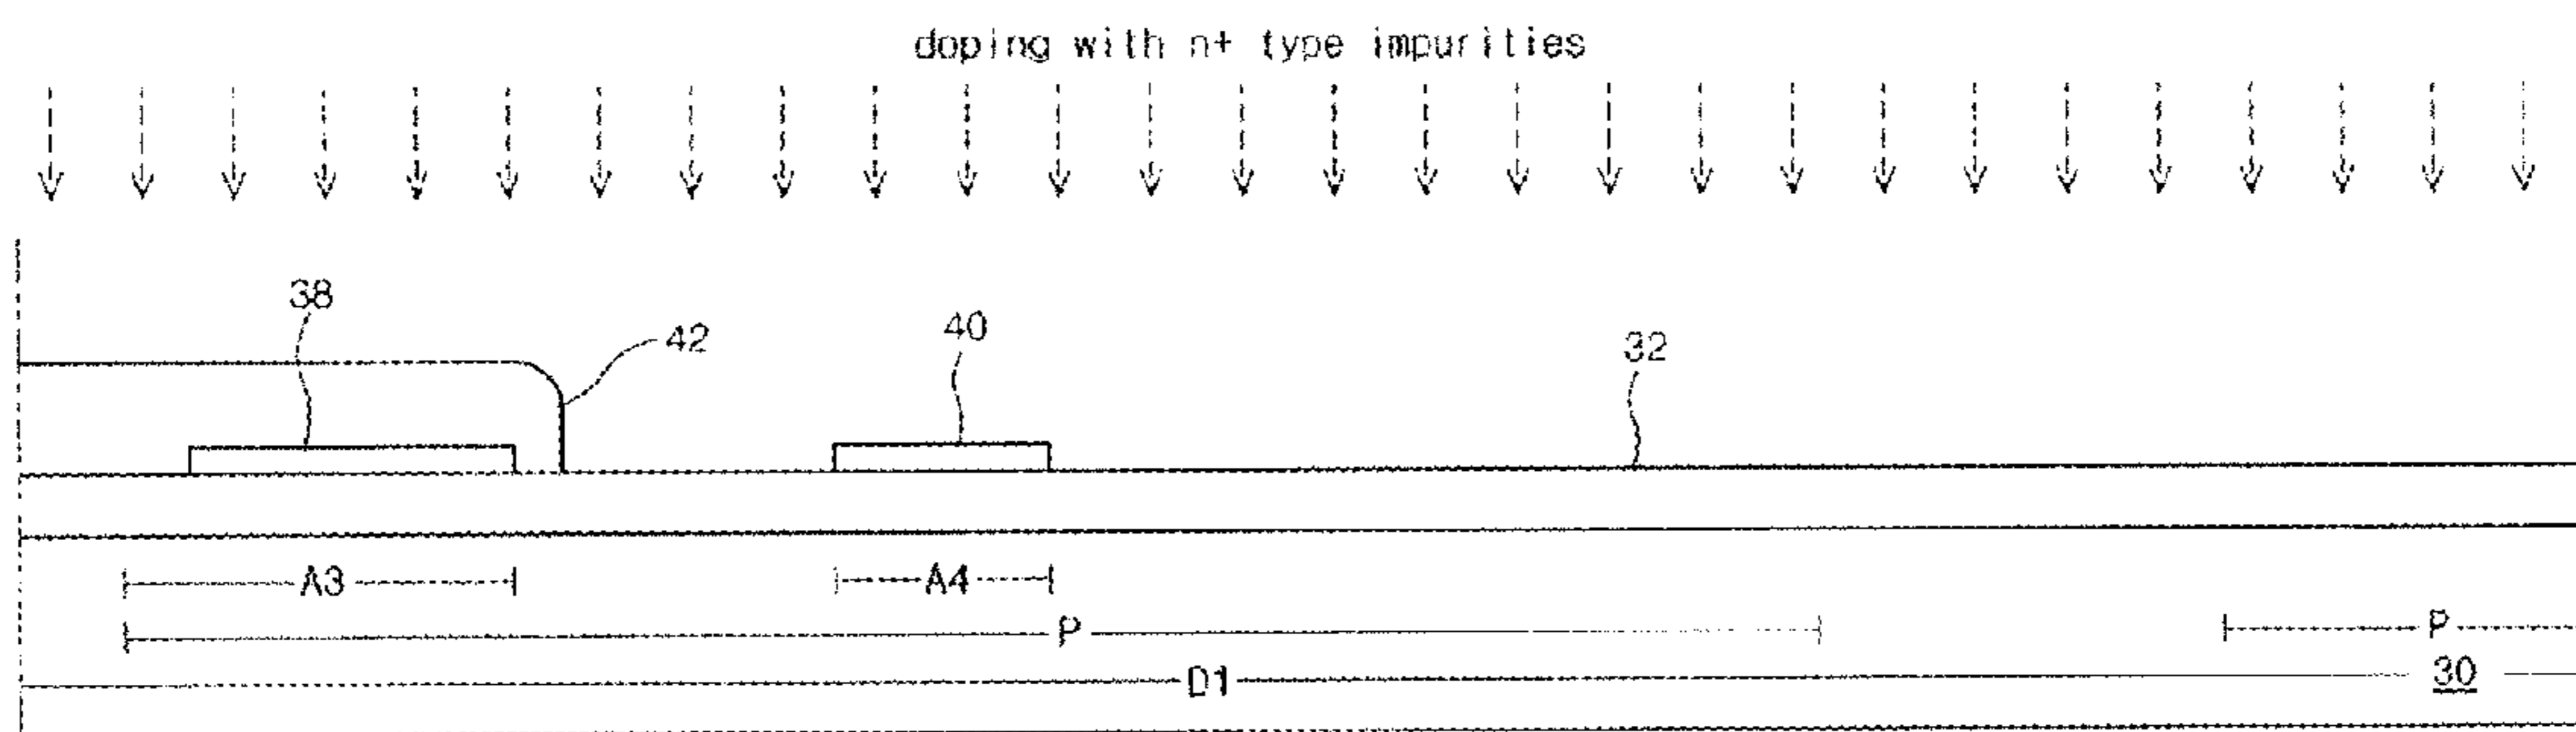 doping with n+ type impurities
38
42
40
32
A3
A4
P
P
D1
30